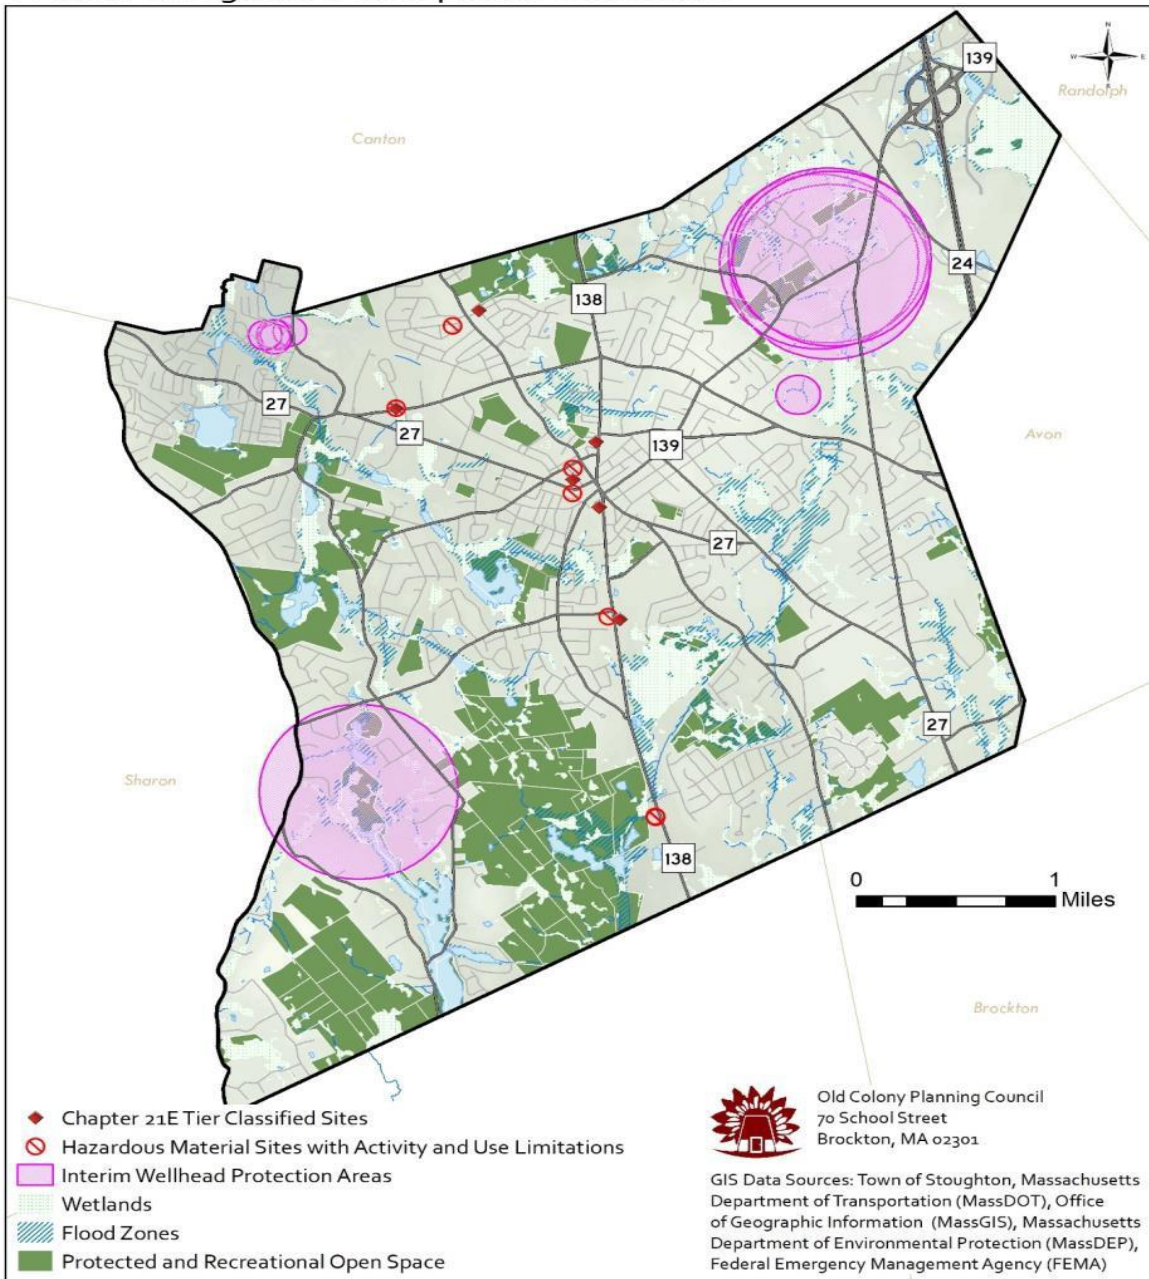 139
W
E
Randolph
Canton
138
24
27
27
139
Avon
27
27
Sharon
138
0 1
Miles
Brockton
Chapter 21E Tier Classified Sites
Hazardous Material Sites with Activity and Use Limitations
Interim Wellhead Protection Areas
Wetlands
Flood Zones
Protected and Recreational Open Space
Old Colony Planning Council
70 School Street
Brockton, MA 02301
GIS Data Sources: Town of Stoughton, Massachusetts
Department of Transportation (MassDOT), Office
of Geographic Information (MassGIS), Massachusetts
Department of Environmental Protection (MassDEP),
Federal Emergency Management Agency (FEMA)